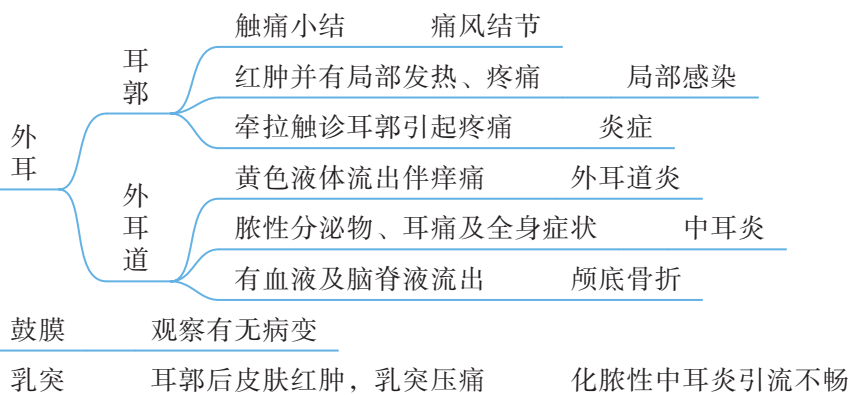 触痛小结 痛风结节
耳郭
红肿并有局部发热、疼痛 局部感染
牵拉触诊耳郭引起疼痛 炎症
外耳
黄色液体流出伴痒痛 外耳道炎
外耳道
脓性分泌物、耳痛及全身症状 中耳炎
有血液及脑脊液流出 颅底骨折
鼓膜 观察有无病变
乳突 耳郭后皮肤红肿，乳突压痛 化脓性中耳炎引流不畅